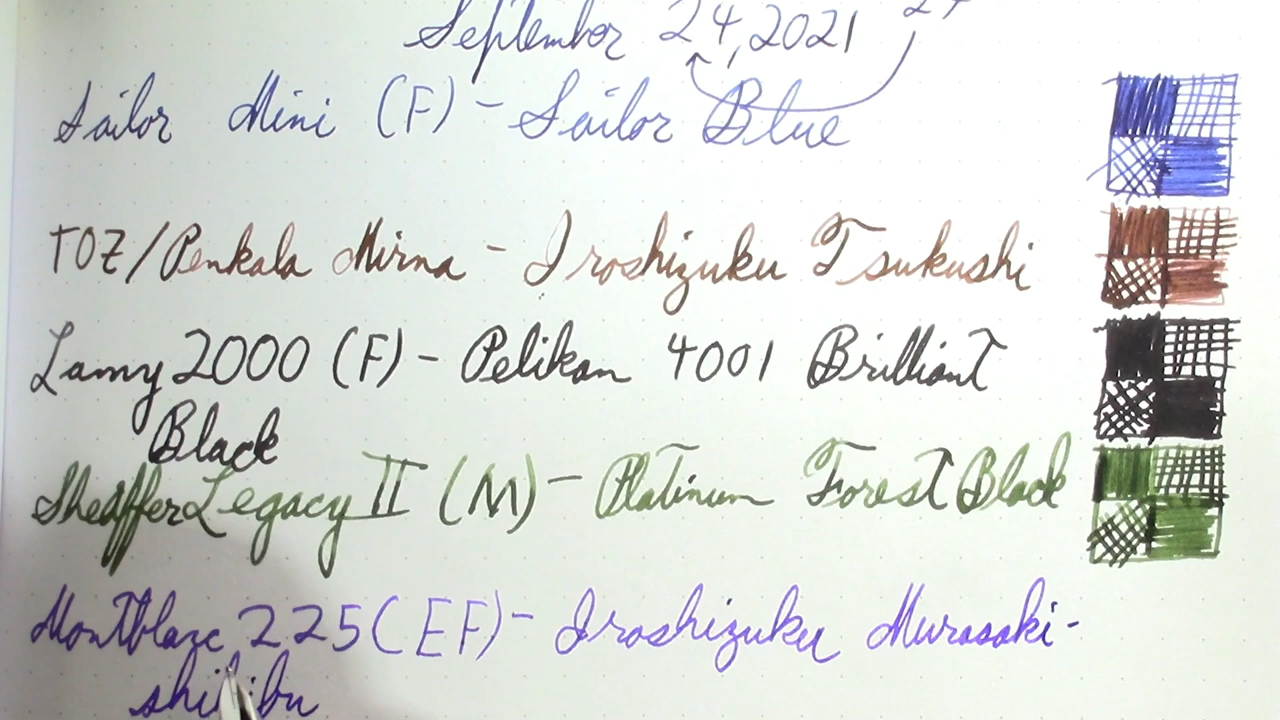 September 24, 2021 24
Sailor Mini (F) - Sailor Blue
TOZ/Penkala Mirna - Iroshizuku Tsukushi
Lamy 2000 (F) - Pelikan 4001 Brilliant
Black
Sheaffer Legacy II (M) - Platinum Forest Black
Montblanc 225 (EF) - Iroshizuku Murasaki-
shikibu